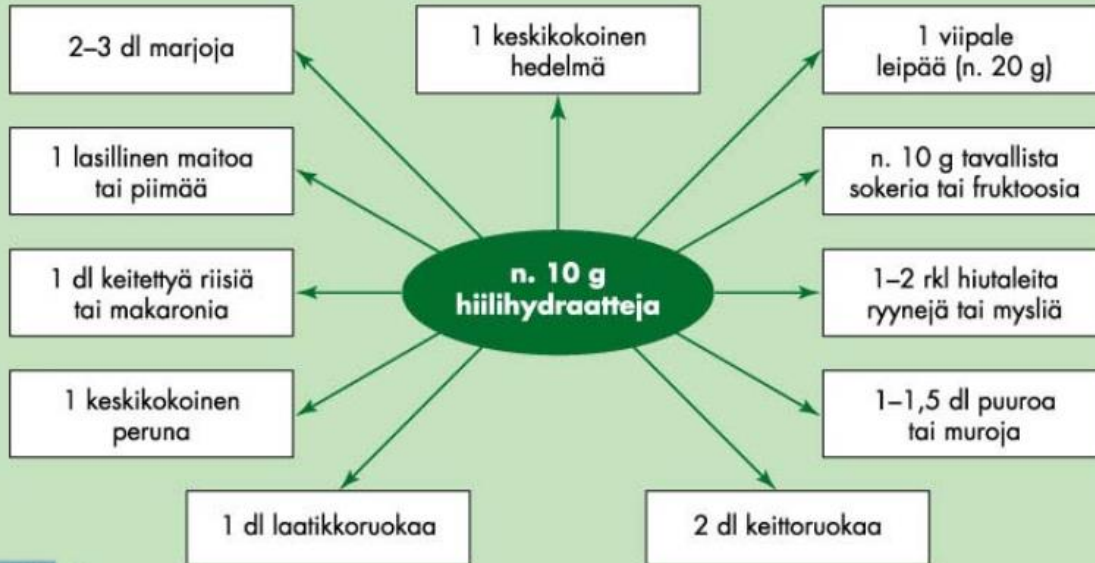 2–3 dl marjoja
1 keskikokoinen
hedelmä
1 viipale
leipää (n. 20 g)
1 lasillinen maitoa
tai piimää
n. 10 g tavallista
sokeria tai fruktoosia
n. 10 g
hiilihydraatteja
1 dl keitettyä riisiä
tai makaronia
1–2 rkl hiutaleita
ryynejä tai mysliä
1 keskikokoinen
peruna
1–1,5 dl puuroa
tai muroja
1 dl laatikkoruokaa
2 dl keittoruokaa